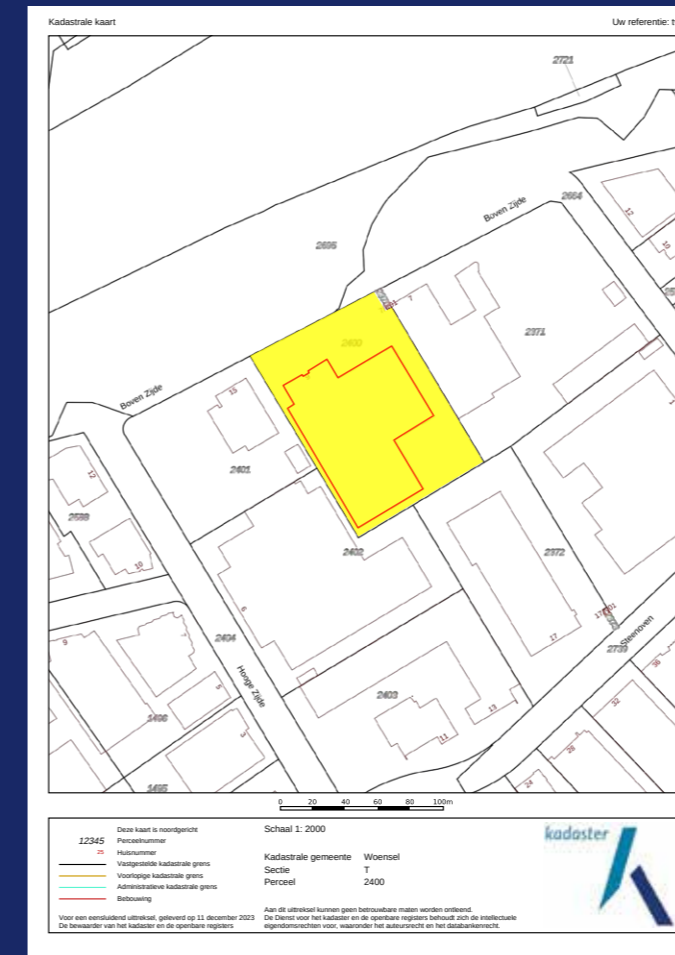 Kadastrale kaart
Uw referentie:
2721
2664
12
10
Boven Zijde
2695
7
2371
2400
Boven Zijde
15
2401
12
2588
10
2402
2372
6
2404
9
17
2739
Steenoven
36
5
Hooge Zijde
2403
1498
13
32
3
11
28
24
1495
0 20 40 60 80 100m
Deze kaart is noordgericht
12345 Perceelnummer
25 Huisnummer
Vastgestelde kadastrale grens
Voorlopige kadastrale grens
Administratieve kadastrale grens
Bebouwing
Voor een eensluidend uittreksel, geleverd op 11 december 2023
De bewaarder van het kadaster en de openbare registers
Schaal 1: 2000
Kadastrale gemeente Woensel
Sectie T
Perceel 2400
Aan dit uittreksel kunnen geen betrouwbare maten worden ontleend.
De Dienst voor het kadaster en de openbare registers behoudt zich de intellectuele
eigendomsrechten voor, waaronder het auteursrecht en het databankenrecht.
kadaster